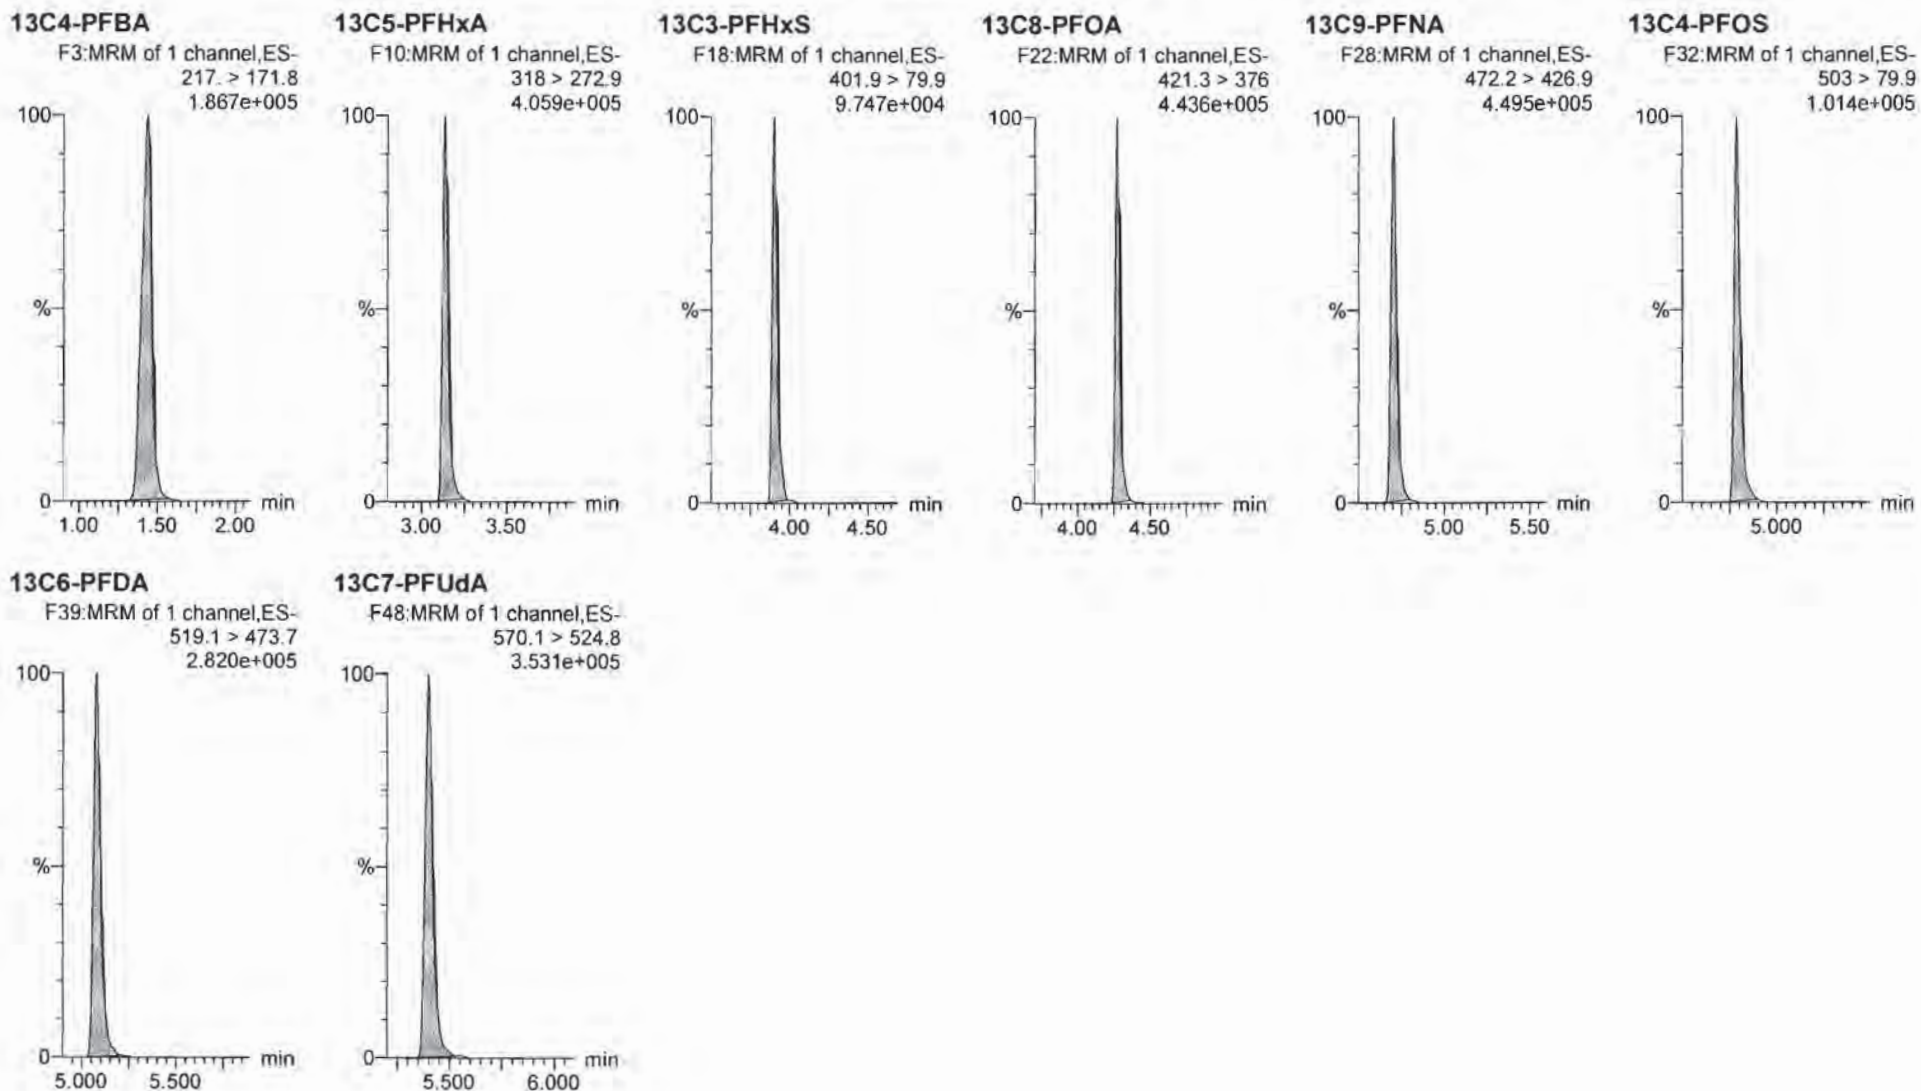 13C4-PFBA
F3:MRM of 1 channel,ES-
217. > 171.8
1.867e+005
100
%
0
1.00 1.50 2.00 min
13C5-PFHxA
F10:MRM of 1 channel,ES-
318 > 272.9
4.059e+005
100
%
0
3.00 3.50 min
13C3-PFHxS
F18:MRM of 1 channel,ES-
401.9 > 79.9
9.747e+004
100
%
0
4.00 4.50 min
13C8-PFOA
F22:MRM of 1 channel,ES-
421.3 > 376
4.436e+005
100
%
0
4.00 4.50 min
13C9-PFNA
F28:MRM of 1 channel,ES-
472.2 > 426.9
4.495e+005
100
%
0
5.00 5.50 min
13C4-PFOS
F32:MRM of 1 channel,ES-
503 > 79.9
1.014e+005
100
%
0
5.000 min
13C6-PFDA
F39:MRM of 1 channel,ES-
519.1 > 473.7
2.820e+005
100
%
0
5.000 5.500 min
13C7-PFUdA
F48:MRM of 1 channel,ES-
570.1 > 524.8
3.531e+005
100
%
0
5.500 6.000 min